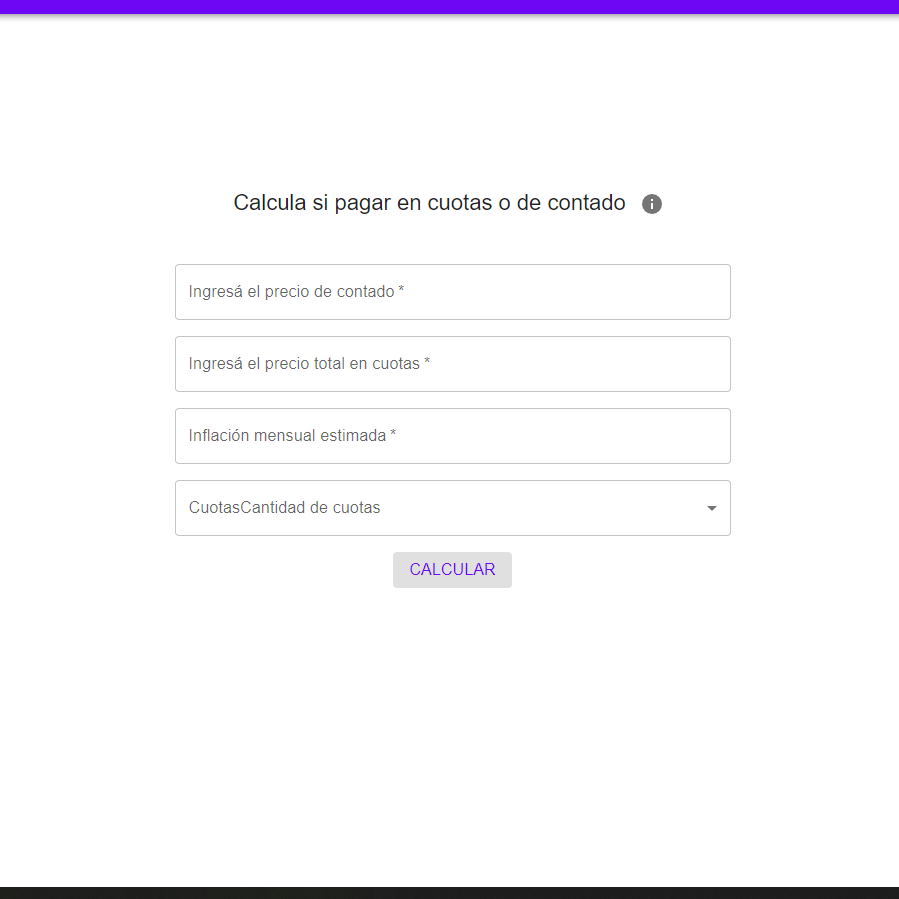 Calcula si pagar en cuotas o de contado
Ingresá el precio de contado *
Ingresá el precio total en cuotas *
Inflación mensual estimada *
CuotasCantidad de cuotas
CALCULAR